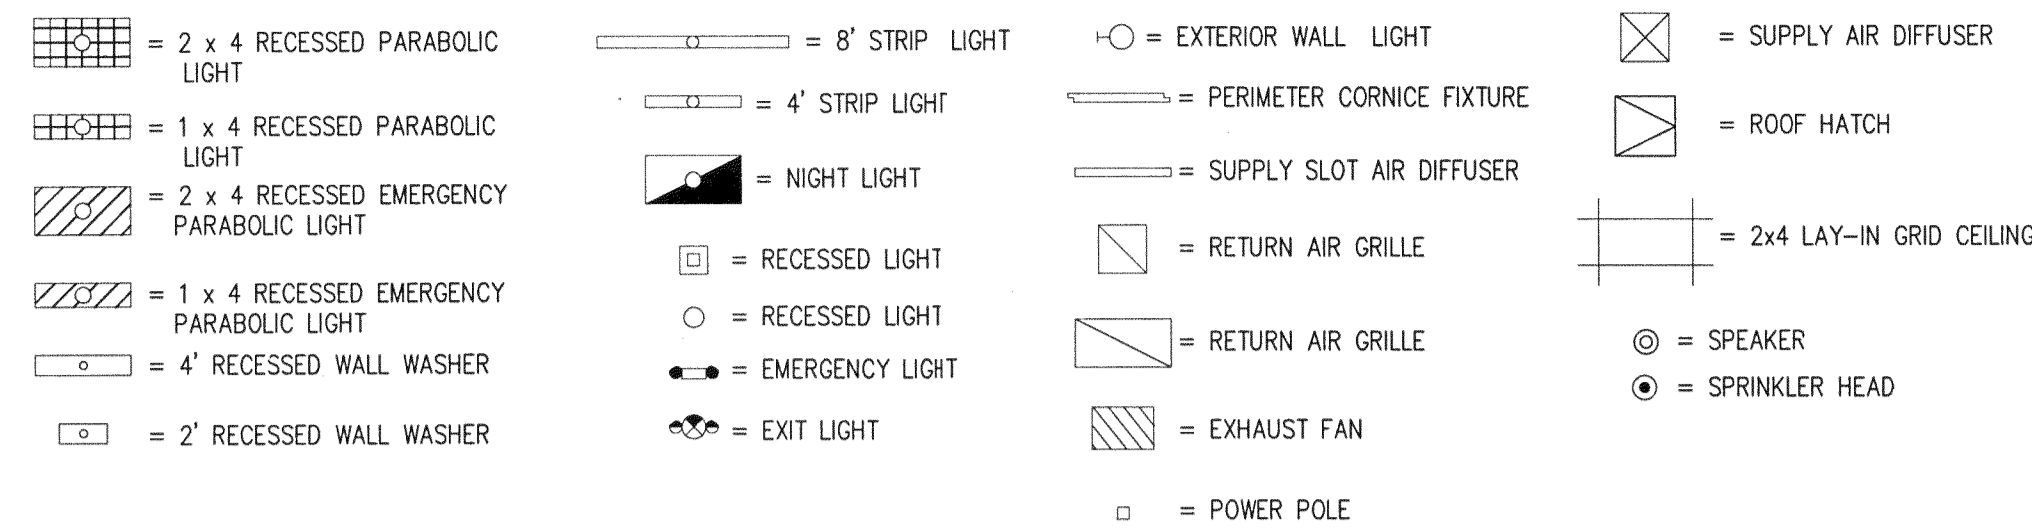 = 2 x 4 RECESSED PARABOLIC
LIGHT
= 1 x 4 RECESSED PARABOLIC
LIGHT
= 2 x 4 RECESSED EMERGENCY
PARABOLIC LIGHT
= 1 x 4 RECESSED EMERGENCY
PARABOLIC LIGHT
= 4' RECESSED WALL WASHER
= 2' RECESSED WALL WASHER
= 8' STRIP LIGHT
= 4' STRIP LIGHT
= NIGHT LIGHT
= RECESSED LIGHT
= RECESSED LIGHT
= EMERGENCY LIGHT
= EXIT LIGHT
= EXTERIOR WALL LIGHT
= PERIMETER CORNICE FIXTURE
= SUPPLY SLOT AIR DIFFUSER
= RETURN AIR GRILLE
= RETURN AIR GRILLE
= EXHAUST FAN
= POWER POLE
= SUPPLY AIR DIFFUSER
= ROOF HATCH
= 2x4 LAY-IN GRID CEILING
= SPEAKER
= SPRINKLER HEAD